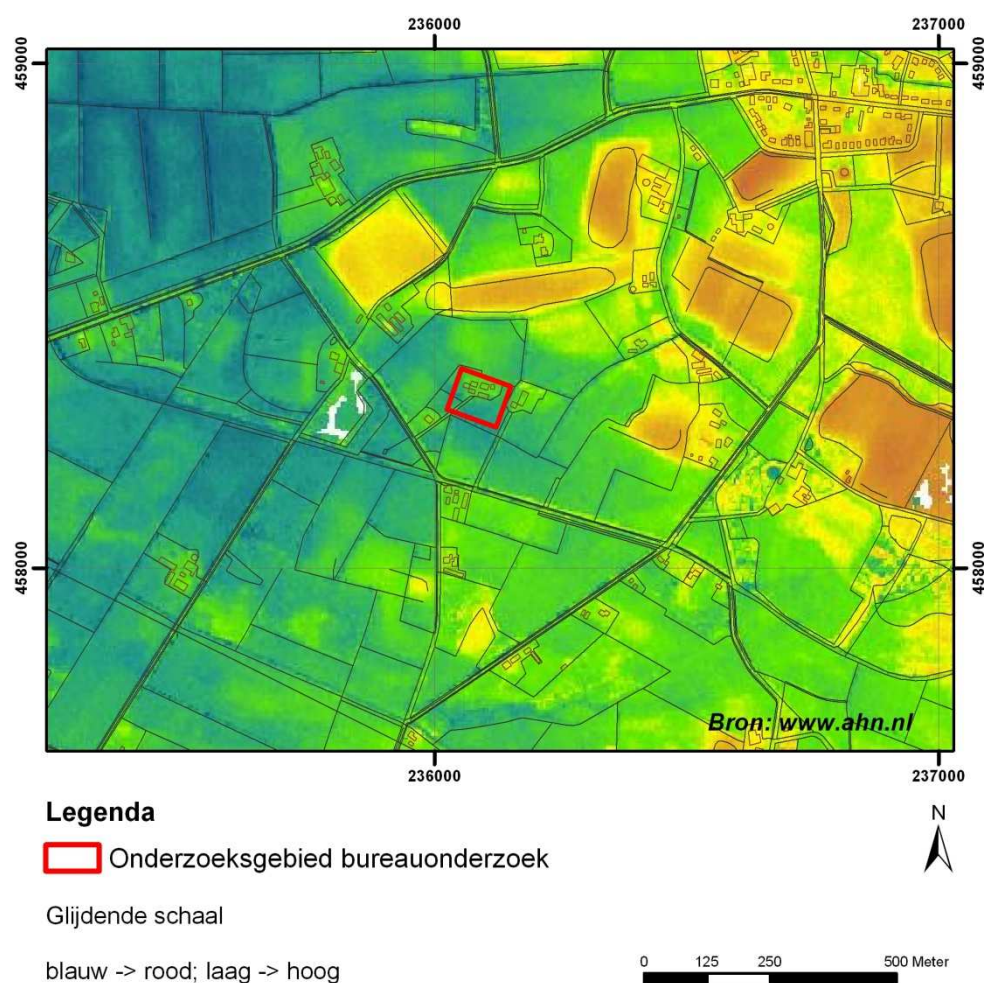 236000
237000
459000
459000
458000
458000
Bron: www.ahn.nl
236000
237000
Legenda
N
Onderzoeksgebied bureauonderzoek
Glijdende schaal
blauw -> rood; laag -> hoog
0 125 250 500 Meter